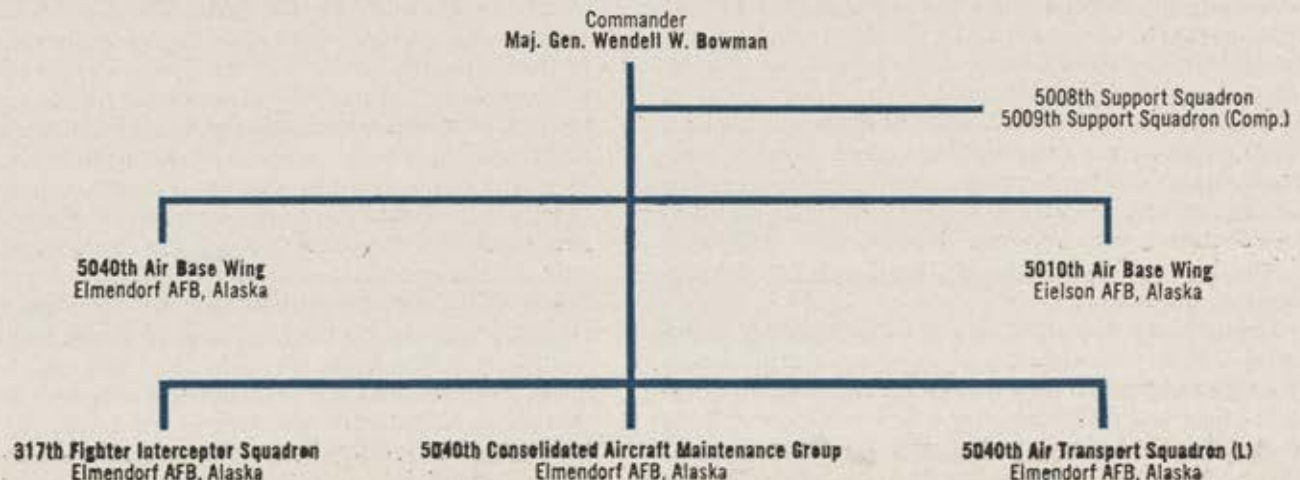 Commander
Maj. Gen. Wendell W. Bowman
5008th Support Squadron
5009th Support Squadron (Comp.)
5040th Air Base Wing
Elmendorf AFB, Alaska
5010th Air Base Wing
Eielson AFB, Alaska
317th Fighter Interceptor Squadron
Elmendorf AFB, Alaska
5040th Consolidated Aircraft Maintenance Group
Elmendorf AFB, Alaska
5040th Air Transport Squadron (L)
Elmendorf AFB, Alaska